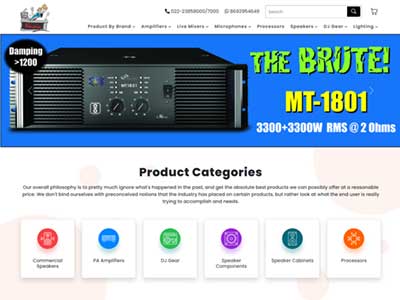 022-23859000/7000 8693954649
Search
Product By Brand Amplifiers Live Mixers Microphones Processors Speakers DJ Gear Lighting
Damping
>1200
MT-1801
THE BRUTE!
MT-1801
3300+3300W RMS @ 2 Ohms
Product Categories
Our overall philosophy is to pretty much ignore what's happened in the past, and get the absolute best products we can possibly offer at a reasonable
price. We don't bind ourselves with preconceived notions that the industry has placed on certain products, but rather look at what the end user is really
trying to accomplish and needs.
Commercial
Speakers
PA Amplifiers
DJ Gear
Speaker
Components
Speaker Cabinets
Processors